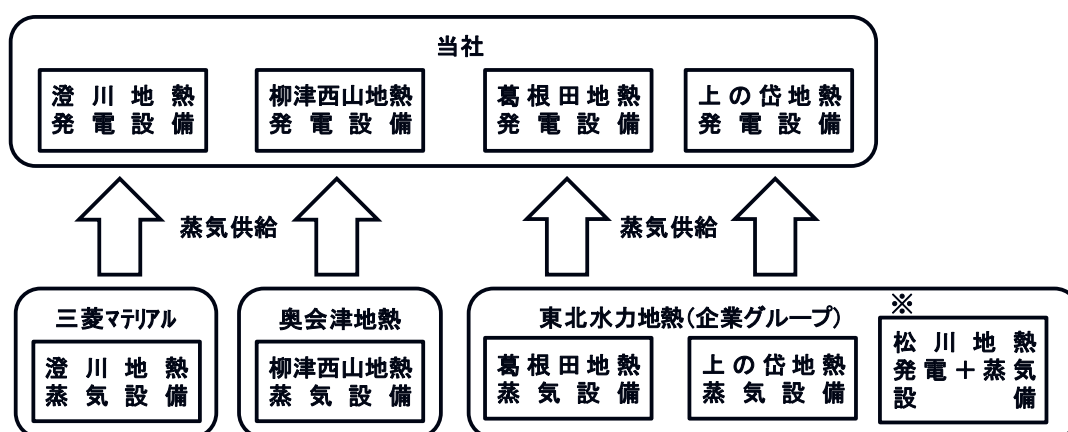 当社
澄川地熱
発電設備
柳津西山地熱
発電設備
葛根田地熱
発電設備
上の岱地熱
発電設備
蒸気供給
蒸気供給
三菱マテリアル
澄川地熱
蒸気設備
奥会津地熱
柳津西山地熱
蒸気設備
東北水力地熱(企業グループ)
葛根田地熱
蒸気設備
上の岱地熱
蒸気設備
※
松川地熱
発電+蒸気
設備